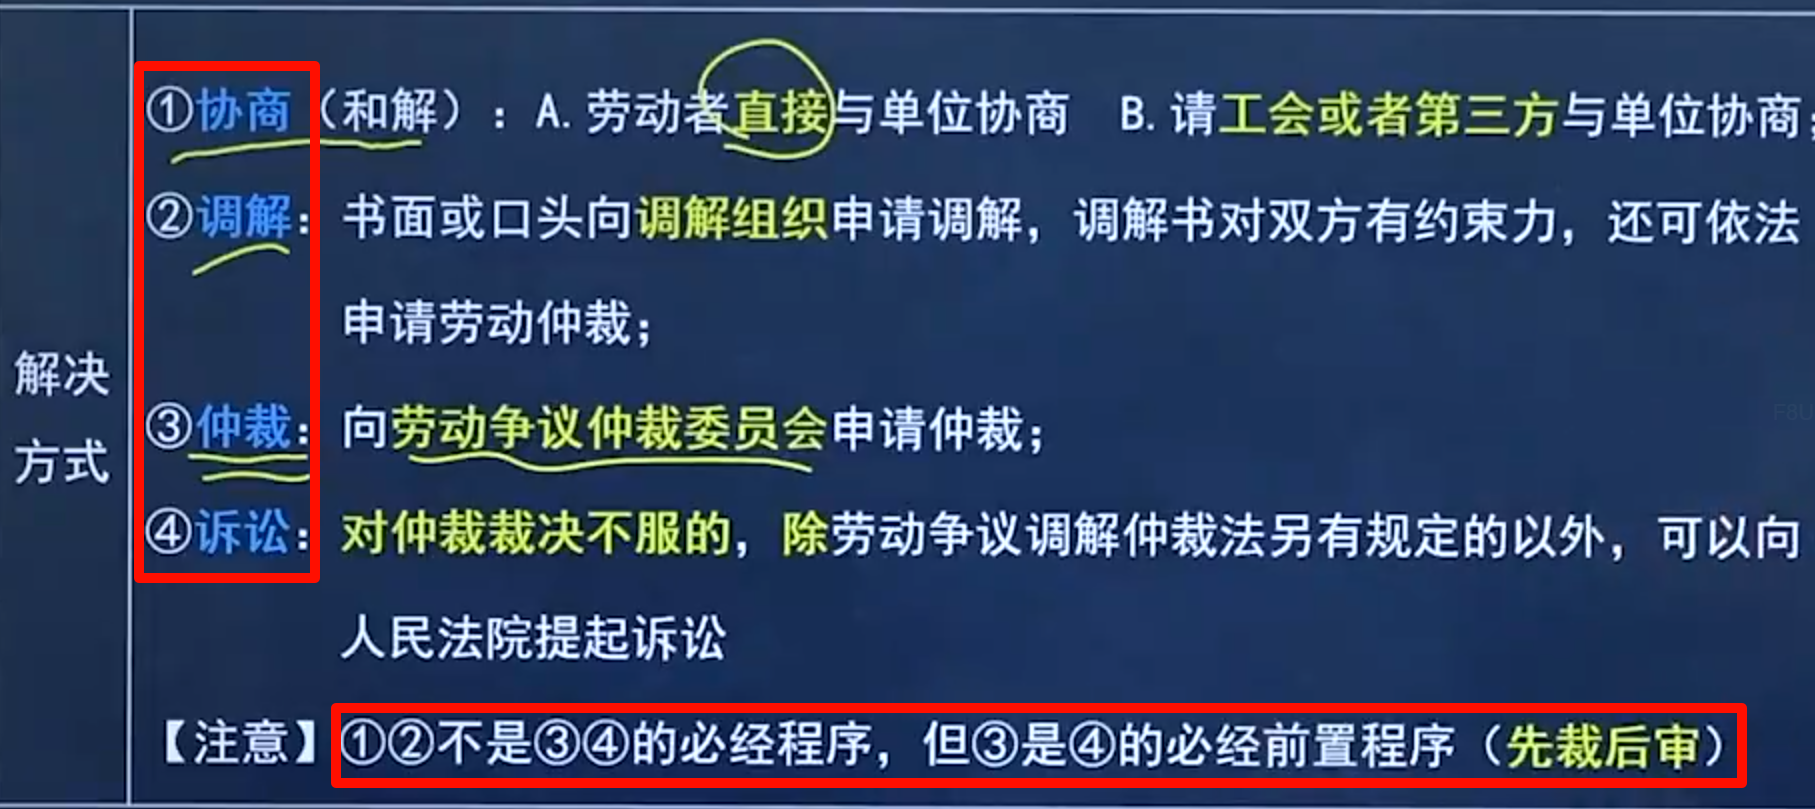 解决
方式
①协商（和解）：A.劳动者直接与单位协商 B.请工会或者第三方与单位协商；
②调解：书面或口头向调解组织申请调解，调解书对双方有约束力，还可依法
申请劳动仲裁；
③仲裁：向劳动争议仲裁委员会申请仲裁；
④诉讼：对仲裁裁决不服的，除劳动争议调解仲裁法另有规定的以外，可以向
人民法院提起诉讼
【注意】①②不是③④的必经程序，但③是④的必经前置程序（先裁后审）